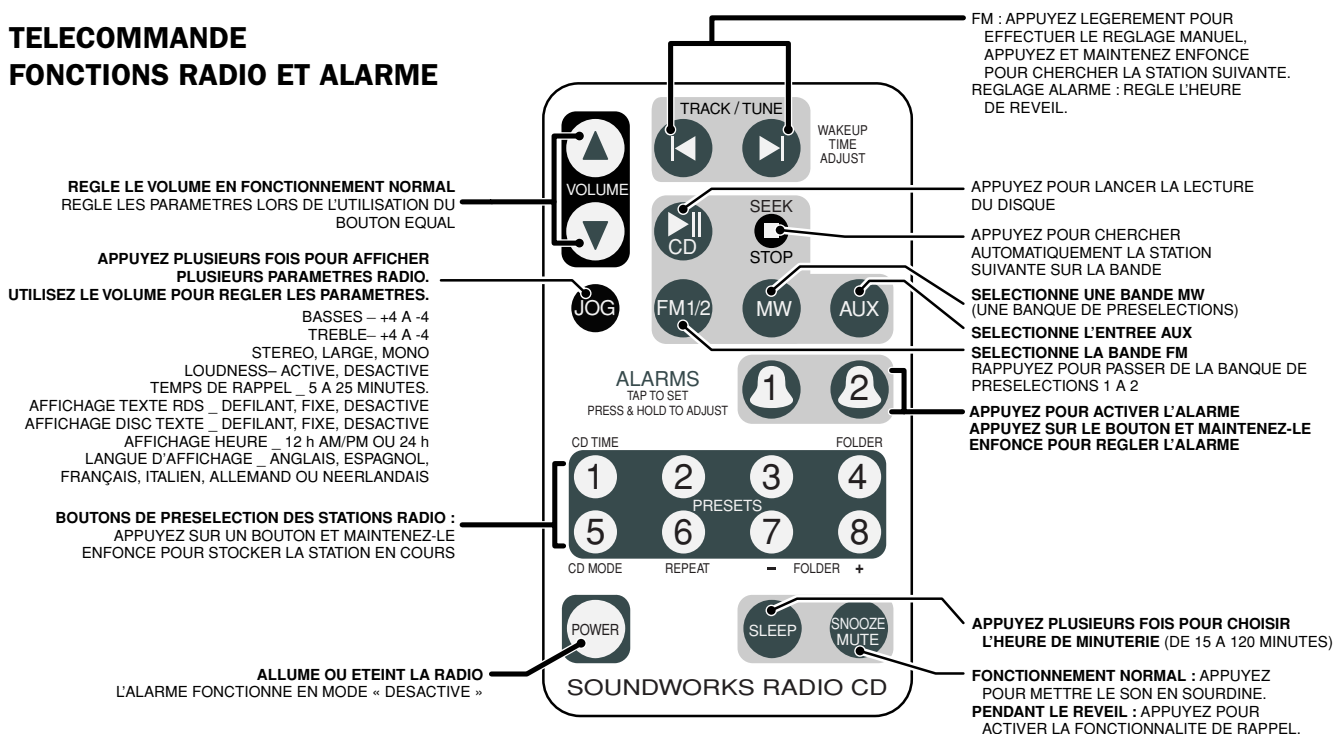 TELECOMMANDE
FONCTIONS RADIO ET ALARME
FM : APPUYEZ LEGEREMENT POUR
EFFECTUER LE REGLAGE MANUEL,
APPUYEZ ET MAINTENEZ ENFONCE
POUR CHERCHER LA STATION SUIVANTE.
REGLAGE ALARME : REGLE L'HEURE
DE REVEIL.
REGLE LE VOLUME EN FONCTIONNEMENT NORMAL
REGLE LES PARAMETRES LORS DE L'UTILISATION DU
BOUTON EQUAL
APPUYEZ PLUSIEURS FOIS POUR AFFICHER
PLUSIEURS PARAMETRES RADIO.
UTILISEZ LE VOLUME POUR REGLER LES PARAMETRES.
BASSES – +4 A -4
TREBLE– +4 A -4
STEREO, LARGE, MONO
LOUDNESS– ACTIVE, DESACTIVE
TEMPS DE RAPPEL _ 5 A 25 MINUTES.
AFFICHAGE TEXTE RDS _ DEFILANT, FIXE, DESACTIVE
AFFICHAGE DISC TEXTE _ DEFILANT, FIXE, DESACTIVE
AFFICHAGE HEURE _ 12 h AM/PM OU 24 h
LANGUE D'AFFICHAGE _ ANGLAIS, ESPAGNOL,
FRANÇAIS, ITALIEN, ALLEMAND OU NEERLANDAIS
BOUTONS DE PRESELECTION DES STATIONS RADIO :
APPUYEZ SUR UN BOUTON ET MAINTENEZ-LE
ENFONCE POUR STOCKER LA STATION EN COURS
ALLUME OU ETEINT LA RADIO
L'ALARME FONCTIONNE EN MODE « DESACTIVE »
TRACK / TUNE
WAKEUP
TIME
ADJUST
VOLUME
CD
SEEK
STOP
JOG
FM1/2
MW
AUX
ALARMS
TAP TO SET
PRESS & HOLD TO ADJUST
1
2
CD TIME
FOLDER
1
2
3
4
PRESETS
5
6
7
8
CD MODE
REPEAT
– FOLDER +
POWER
SLEEP
SNOOZE
MUTE
SOUNDWORKS RADIO CD
APPUYEZ POUR LANCER LA LECTURE
DU DISQUE
APPUYEZ POUR CHERCHER
AUTOMATIQUEMENT LA STATION
SUIVANTE SUR LA BANDE
SELECTIONNE UNE BANDE MW
(UNE BANQUE DE PRESELECTIONS)
SELECTIONNE L'ENTREE AUX
SELECTIONNE LA BANDE FM
RAPPUYEZ POUR PASSER DE LA BANQUE DE
PRESELECTIONS 1 A 2
APPUYEZ POUR ACTIVER L'ALARME
APPUYEZ SUR LE BOUTON ET MAINTENEZ-LE
ENFONCE POUR REGLER L'ALARME
APPUYEZ PLUSIEURS FOIS POUR CHOISIR
L'HEURE DE MINUTERIE (DE 15 A 120 MINUTES)
FONCTIONNEMENT NORMAL : APPUYEZ
POUR METTRE LE SON EN SOURDINE.
PENDANT LE REVEIL : APPUYEZ POUR
ACTIVER LA FONCTIONNALITE DE RAPPEL.